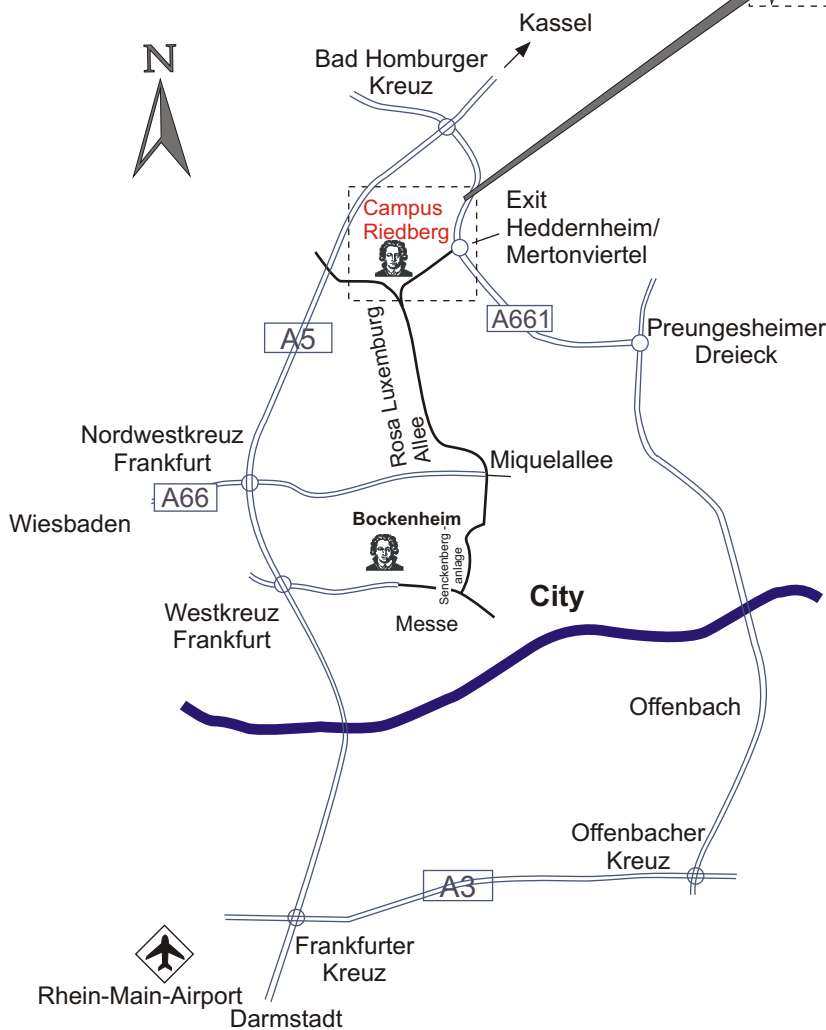 Kassel
N
Bad Homburger
Kreuz
Campus
Riedberg
Exit
Heddernheim/
Mertonviertel
A661
A5
Preungesheimer
Dreieck
Rosa Luxemburg
Allee
Nordwestkreuz
Frankfurt
Miquelallee
A66
Wiesbaden
Bockenheim
Senckenberg-
anlage
City
Westkreuz
Frankfurt
Messe
Offenbach
Offenbacher
Kreuz
A3
Frankfurter
Kreuz
Rhein-Main-Airport
Darmstadt